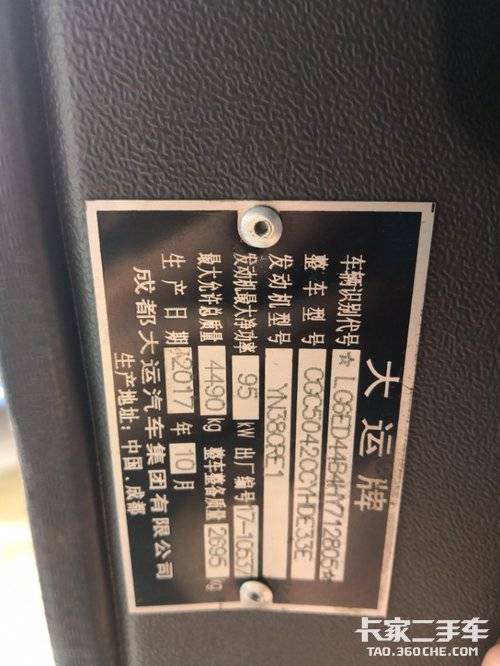 大运牌
车辆识别代号 ☆LC6ED44B4H1712805☆
整车型号 CGC5042CCYHDE33E
发动机型号 YN38CRE1
发动机最大净功率 95 kW 出厂编号 17-10637
最大允许总质量 4490 kg 整车整备质量 2695 kg
生产日期 2017 年 10 月
成都大运汽车集团有限公司
生产地址：中国.成都
卡家二手车
TAO.360CHE.COM